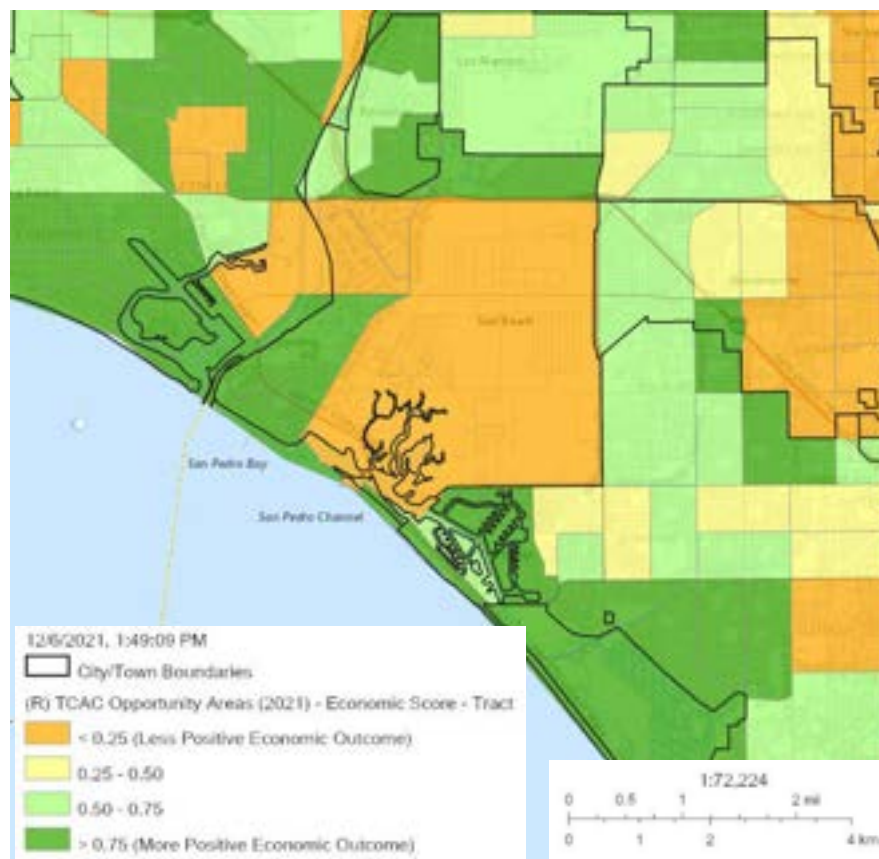 Los Alamitos
Seal Beach
San Pedro Bay
San Pedro Channel
12/6/2021, 1:49:09 PM
City/Town Boundaries
(R) TCAC Opportunity Areas (2021) - Economic Score - Tract
< 0.25 (Less Positive Economic Outcome)
0.25 - 0.50
0.50 - 0.75
> 0.75 (More Positive Economic Outcome)
1:72,224
0 0.5 1 2 mi
0 1 2 4 km